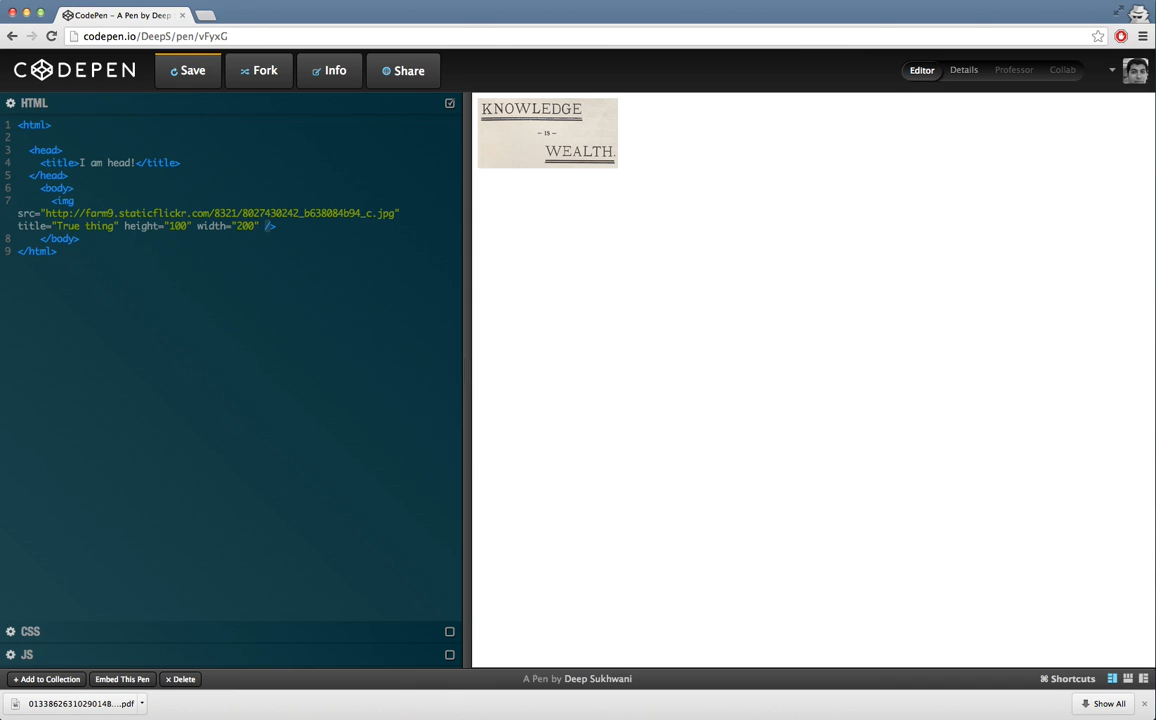 CodePen – A Pen by Deep
codepen.io/DeepS/pen/vFyxG
CODEPEN
Save
Fork
Info
Share
Editor
Details
Professor
Collab
HTML
1 <html>
2
3 <head>
4 <title>I am head!</title>
5 </head>
6 <body>
7 <img
src="http://farm9.staticflickr.com/8321/8027430242_b638084b94_c.jpg"
title="True thing" height="100" width="200" />
8 </body>
9 </html>
KNOWLEDGE
– IS –
WEALTH.
CSS
JS
+ Add to Collection
Embed This Pen
x Delete
A Pen by Deep Sukhwani
⌘ Shortcuts
01338626310290148....pdf
Show All